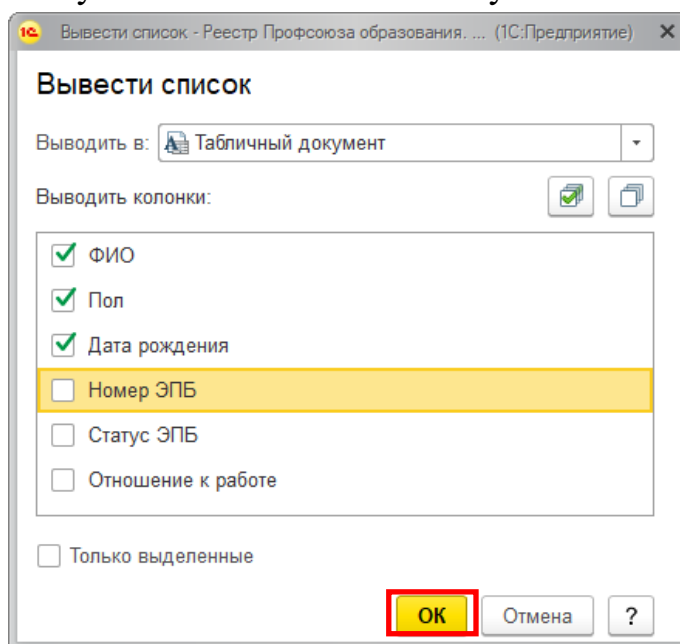 1С Вывести список - Реестр Профсоюза образования. ... (1С:Предприятие) ×
Вывести список
Выводить в: Табличный документ
Выводить колонки:
ФИО
Пол
Дата рождения
Номер ЭПБ
Статус ЭПБ
Отношение к работе
Только выделенные
ОК Отмена ?